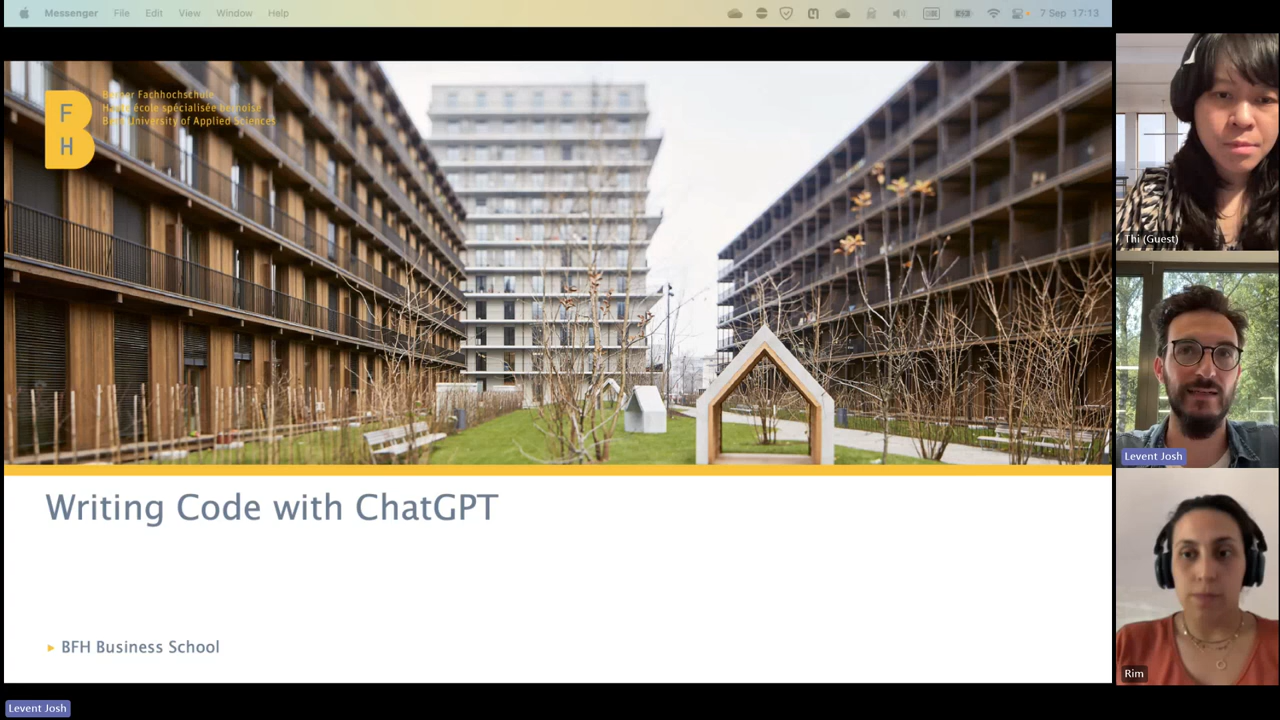 Messenger File Edit View Window Help 7 Sep 17:13
F
H
Berner Fachhochschule
Haute école spécialisée bernoise
Bern University of Applied Sciences
Thi (Guest)
Levent Josh
Writing Code with ChatGPT
BFH Business School
Rim
Levent Josh